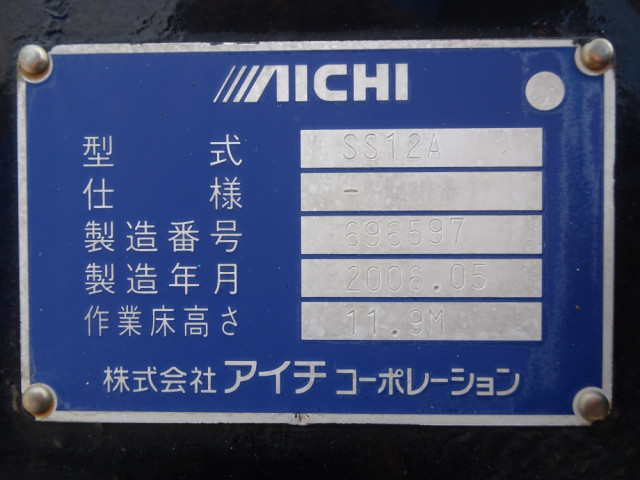 AICHI
型式 SS12A
仕様 -
製造番号 696597
製造年月 2006.05
作業床高さ 11.9M
株式会社 アイチ コーポレーション